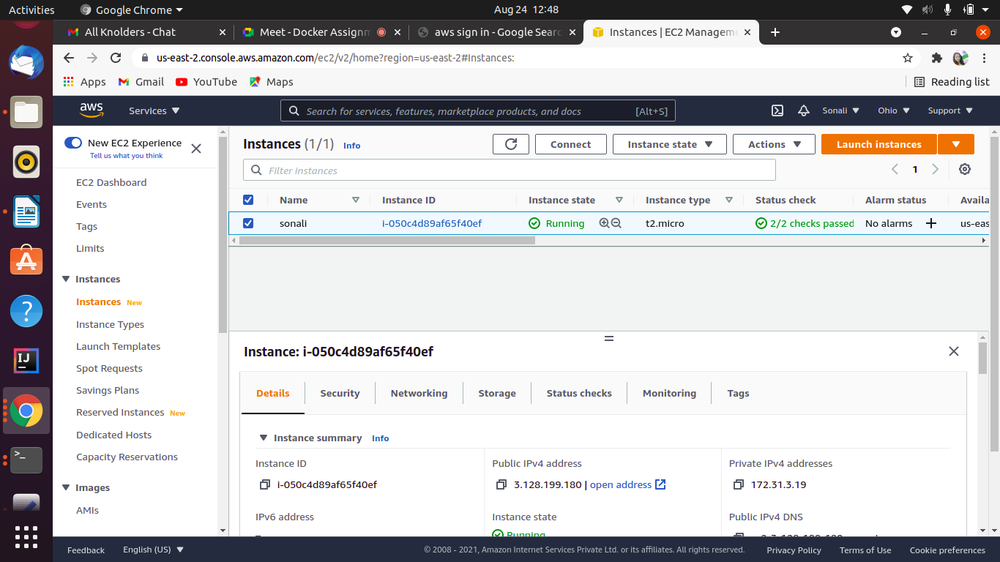 Activities Google Chrome Aug 24 12:48
All Knolders - Chat Meet - Docker Assignm aws sign in - Google Searc Instances | EC2 Manageme
us-east-2.console.aws.amazon.com/ec2/v2/home?region=us-east-2#Instances:
Apps Gmail YouTube Maps Reading list
aws Services Search for services, features, marketplace products, and docs [Alt+S] Sonali Ohio Support
New EC2 Experience
Tell us what you think
EC2 Dashboard
Events
Tags
Limits
Instances
Instances New
Instance Types
Launch Templates
Spot Requests
Savings Plans
Reserved Instances New
Dedicated Hosts
Capacity Reservations
Images
AMIs
Instances (1/1) Info Connect Instance state Actions Launch instances
Filter instances 1
Name Instance ID Instance state Instance type Status check Alarm status Availa
sonali i-050c4d89af65f40ef Running t2.micro 2/2 checks passed No alarms us-eas
Instance: i-050c4d89af65f40ef
Details Security Networking Storage Status checks Monitoring Tags
Instance summary Info
Instance ID Public IPv4 address Private IPv4 addresses
i-050c4d89af65f40ef 3.128.199.180 | open address 172.31.3.19
IPv6 address Instance state Public IPv4 DNS
Running
Feedback English (US) © 2008 - 2021, Amazon Internet Services Private Ltd. or its affiliates. All rights reserved. Privacy Policy Terms of Use Cookie preferences